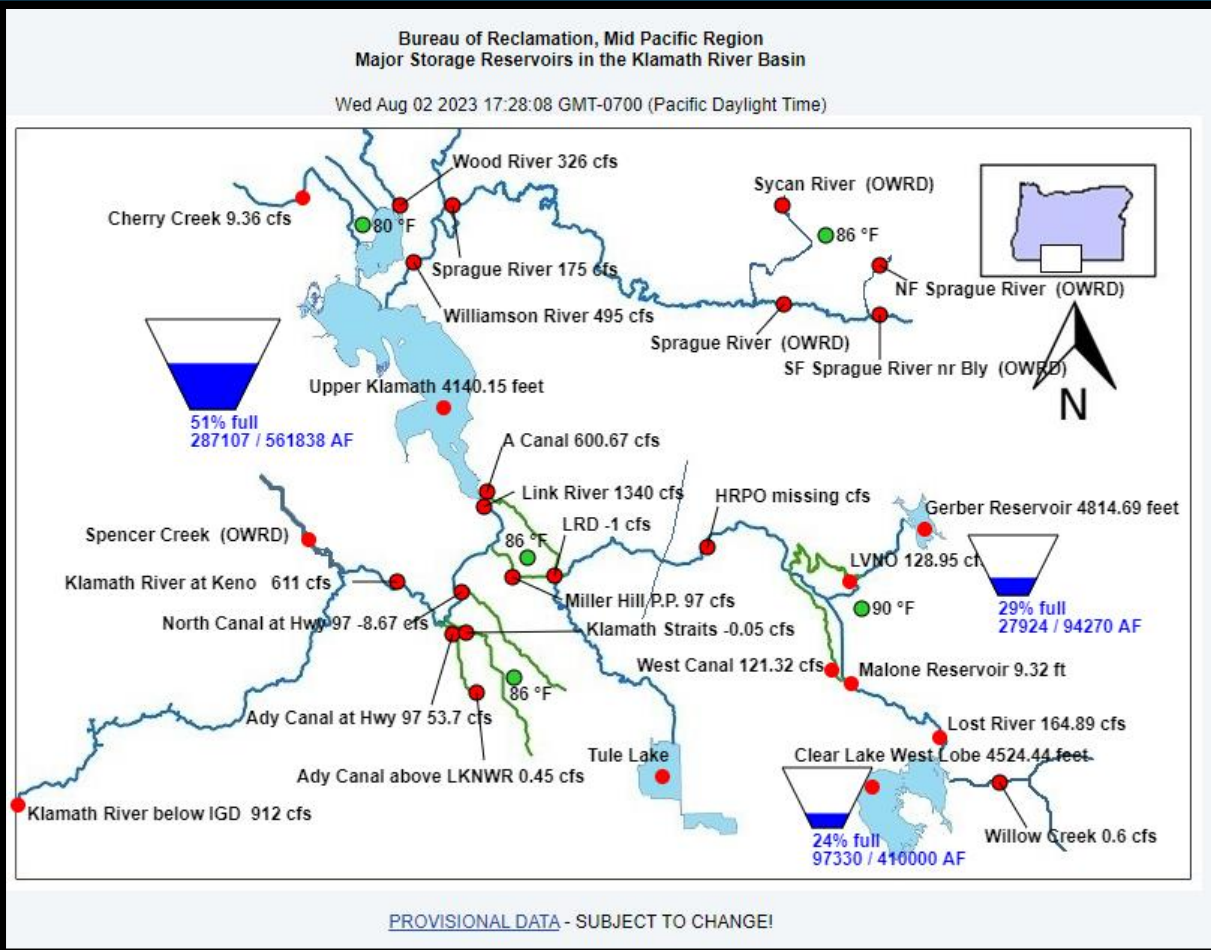 Bureau of Reclamation, Mid Pacific Region
Major Storage Reservoirs in the Klamath River Basin
Wed Aug 02 2023 17:28:08 GMT-0700 (Pacific Daylight Time)
Wood River 326 cfs
Sycan River (OWRD)
Cherry Creek 9.36 cfs
80 °F
86 °F
Sprague River 175 cfs
NF Sprague River (OWRD)
Williamson River 495 cfs
Sprague River (OWRD)
SF Sprague River nr Bly (OWRD)
N
Upper Klamath 4140.15 feet
51% full
287107 / 561838 AF
A Canal 600.67 cfs
Link River 1340 cfs
HRPO missing cfs
Gerber Reservoir 4814.69 feet
LRD -1 cfs
Spencer Creek (OWRD)
86 °F
LVNO 128.95 cf
Klamath River at Keno 611 cfs
Miller Hill P.P. 97 cfs
90 °F
29% full
27924 / 94270 AF
North Canal at Hwy 97 -8.67 cfs
Klamath Straits -0.05 cfs
West Canal 121.32 cfs
Malone Reservoir 9.32 ft
86 °F
Ady Canal at Hwy 97 53.7 cfs
Lost River 164.89 cfs
Tule Lake
Clear Lake West Lobe 4524.44 feet
Ady Canal above LKNWR 0.45 cfs
Klamath River below IGD 912 cfs
24% full
97330 / 410000 AF
Willow Creek 0.6 cfs
PROVISIONAL DATA - SUBJECT TO CHANGE!